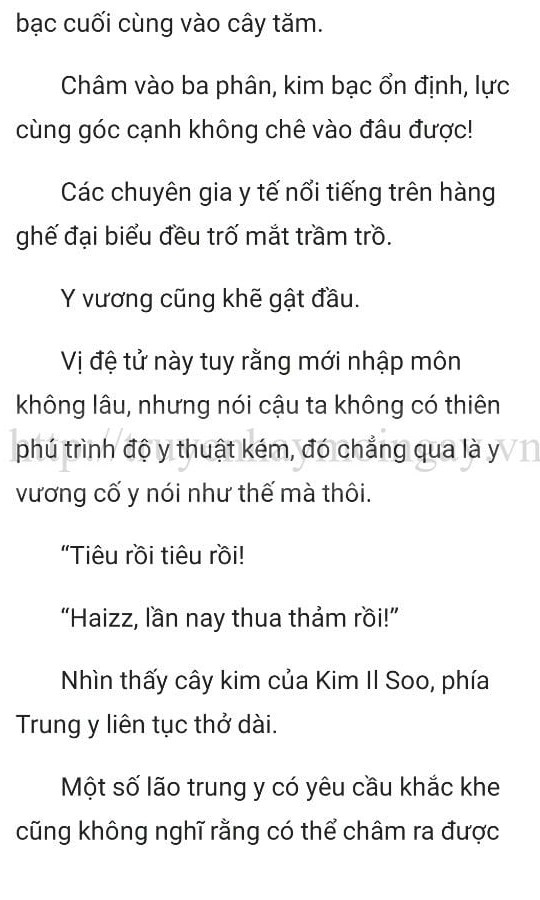 bạc cuối cùng vào cây tăm.
Châm vào ba phân, kim bạc ổn định, lực
cùng góc cạnh không chê vào đâu được!
Các chuyên gia y tế nổi tiếng trên hàng
ghế đại biểu đều trố mắt trầm trồ.
Y vương cũng khẽ gật đầu.
Vị đệ tử này tuy rằng mới nhập môn
không lâu, nhưng nói cậu ta không có thiên
phú trình độ y thuật kém, đó chẳng qua là y
http://truyenhaymoingay.vn
vương cố y nói như thế mà thôi.
“Tiêu rồi tiêu rồi!
“Haizz, lần nay thua thảm rồi!”
Nhìn thấy cây kim của Kim Il Soo, phía
Trung y liên tục thở dài.
Một số lão trung y có yêu cầu khắc khe
cũng không nghĩ rằng có thể châm ra được